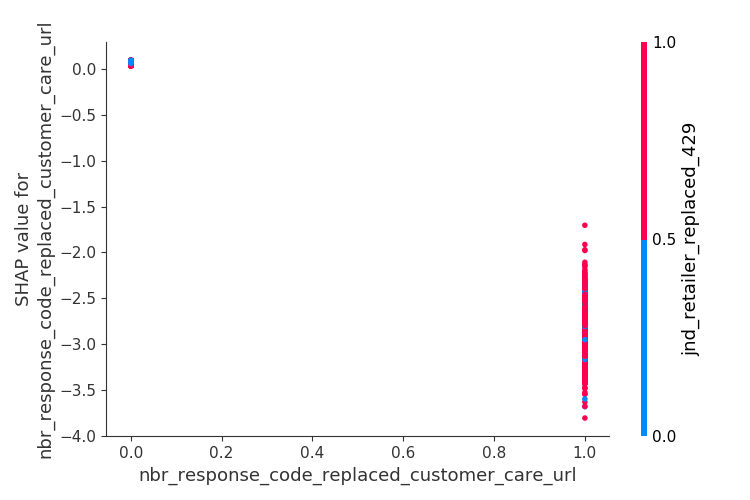 SHAP value for
nbr_response_code_replaced_customer_care_url
0.0
−0.5
−1.0
−1.5
−2.0
−2.5
−3.0
−3.5
−4.0
0.0 0.2 0.4 0.6 0.8 1.0
nbr_response_code_replaced_customer_care_url
1.0
0.5
0.0
jnd_retailer_replaced_429